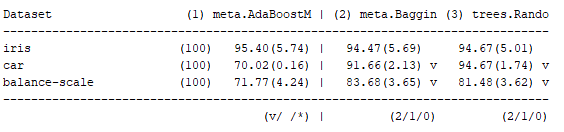 Dataset (1) meta.AdaBoostM | (2) meta.Baggin (3) trees.Rando
--------------------------------------------------------------------------------
iris (100) 95.40(5.74) | 94.47(5.69) 94.67(5.01)
car (100) 70.02(0.16) | 91.66(2.13) v 94.67(1.74) v
balance-scale (100) 71.77(4.24) | 83.68(3.65) v 81.48(3.62) v
--------------------------------------------------------------------------------
(v/ /*) | (2/1/0) (2/1/0)